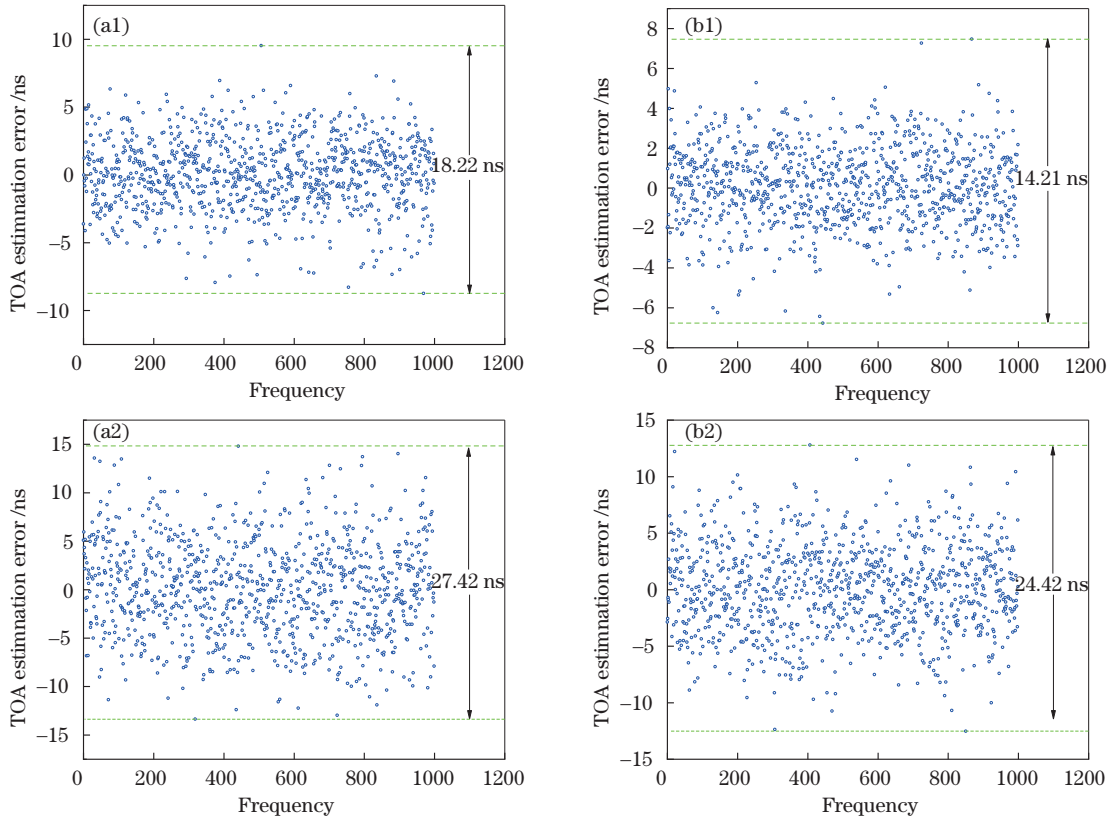 (a1)
TOA estimnation error /ns
10
5
0
−5
−10
18.22 ns
0 200 400 600 800 1000 1200
Frequency
(b1)
TOA estimnation error /ns
8
6
4
2
0
−2
−4
−6
−8
14.21 ns
0 200 400 600 800 1000 1200
Frequency
(a2)
TOA estimnation error /ns
15
10
5
0
−5
−10
−15
27.42 ns
0 200 400 600 800 1000 1200
Frequency
(b2)
TOA estimnation error /ns
15
10
5
0
−5
−10
−15
24.42 ns
0 200 400 600 800 1000 1200
Frequency